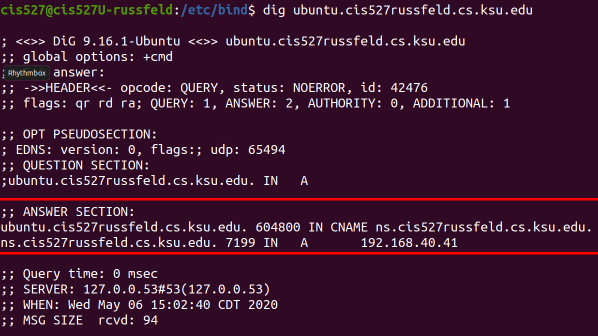 cis527@cis527U-russfeld:/etc/bind$ dig ubuntu.cis527russfeld.cs.ksu.edu
; <<>> DiG 9.16.1-Ubuntu <<>> ubuntu.cis527russfeld.cs.ksu.edu
;; global options: +cmd
; Rhythmbox answer:
;; ->>HEADER<<- opcode: QUERY, status: NOERROR, id: 42476
;; flags: qr rd ra; QUERY: 1, ANSWER: 2, AUTHORITY: 0, ADDITIONAL: 1
;; OPT PSEUDOSECTION:
; EDNS: version: 0, flags:; udp: 65494
;; QUESTION SECTION:
;ubuntu.cis527russfeld.cs.ksu.edu. IN A
;; ANSWER SECTION:
ubuntu.cis527russfeld.cs.ksu.edu. 604800 IN CNAME ns.cis527russfeld.cs.ksu.edu.
ns.cis527russfeld.cs.ksu.edu. 7199 IN A 192.168.40.41
;; Query time: 0 msec
;; SERVER: 127.0.0.53#53(127.0.0.53)
;; WHEN: Wed May 06 15:02:40 CDT 2020
;; MSG SIZE rcvd: 94